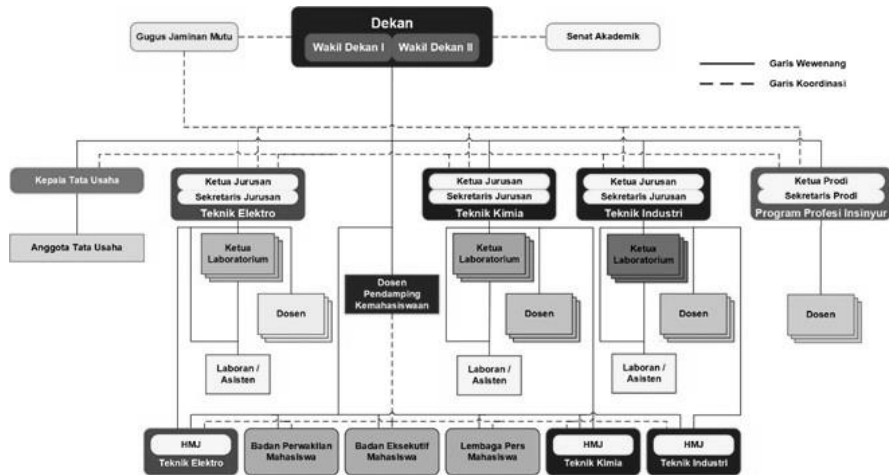 Dekan
Gugus Jaminan Mutu
Wakil Dekan I
Wakil Dekan II
Senat Akademik
Garis Wewenang
Garis Koordinasi
Kepala Tata Usaha
Ketua Jurusan
Sekretaris Jurusan
Teknik Elektro
Ketua Jurusan
Sekretaris Jurusan
Teknik Kimia
Ketua Jurusan
Sekretaris Jurusan
Teknik Industri
Ketua Prodi
Sekretaris Prodi
Program Profesi Insinyur
Anggota Tata Usaha
Ketua
Laboratorium
Dosen
Pendamping
Kemahasiswaan
Ketua
Laboratorium
Ketua
Laboratorium
Dosen
Dosen
Dosen
Dosen
Laboran /
Asisten
Laboran /
Asisten
Laboran /
Asisten
HMJ
Teknik Elektro
Badan Perwakilan
Mahasiswa
Badan Eksekutif
Mahasiswa
Lembaga Pers
Mahasiswa
HMJ
Teknik Kimia
HMJ
Teknik Industri